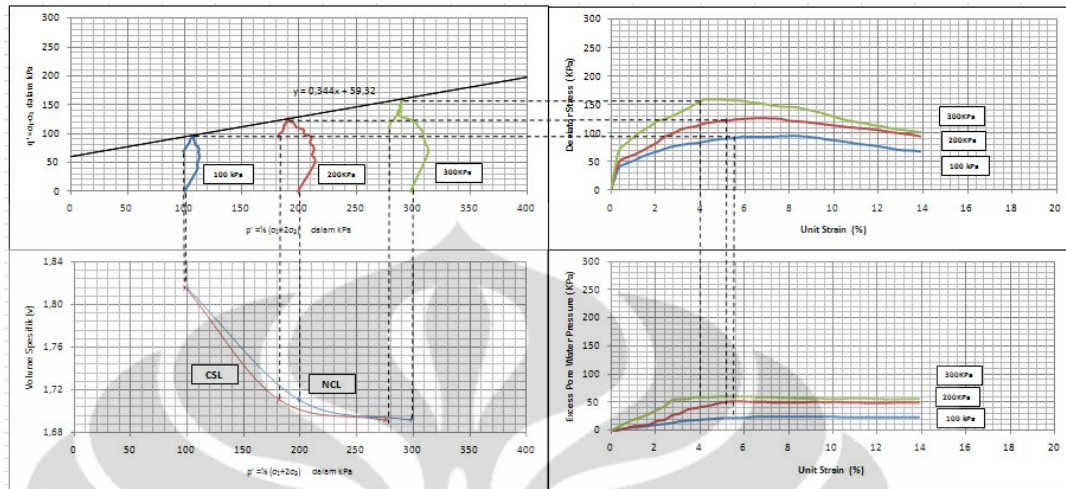 q' =σ₁-σ₃ dalam kPa
300
250
200
150
100
50
0
y = 0,344x + 59,32
100 kPa
200KPa
300KPa
0 50 100 150 200 250 300 350 400
p' =⅓ (σ₁+2σ₃) dalam kPa
Deviator Stress (KPa)
300
250
200
150
100
50
0
300KPa
200KPa
100 kPa
0 2 4 6 8 10 12 14 16 18 20
Unit Strain (%)
Volume Spesifik (v)
1,84
1,80
1,76
1,72
1,68
CSL
NCL
0 50 100 150 200 250 300 350 400
p' =⅓ (σ₁+2σ₃) dalam kPa
Excess Pore Water Pressure (KPa)
300
250
200
150
100
50
0
300KPa
200KPa
100 kPa
0 2 4 6 8 10 12 14 16 18 20
Unit Strain (%)